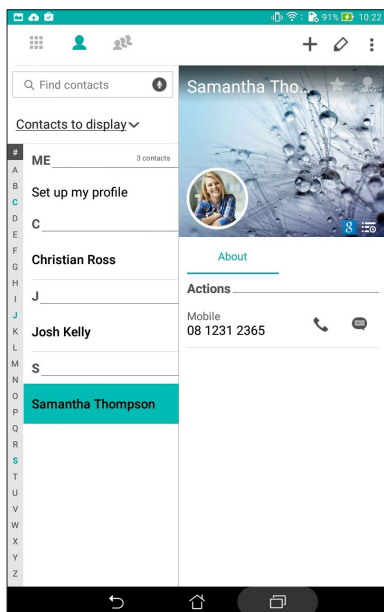 91% 10:22
Find contacts
Contacts to display
Samantha Tho..
#
A
B
C
D
E
F
G
H
I
J
K
L
M
N
O
P
Q
R
S
T
U
V
W
X
Y
Z
ME 3 contacts
Set up my profile
C
Christian Ross
J
Josh Kelly
S
Samantha Thompson
8
About
Actions
Mobile
08 1231 2365